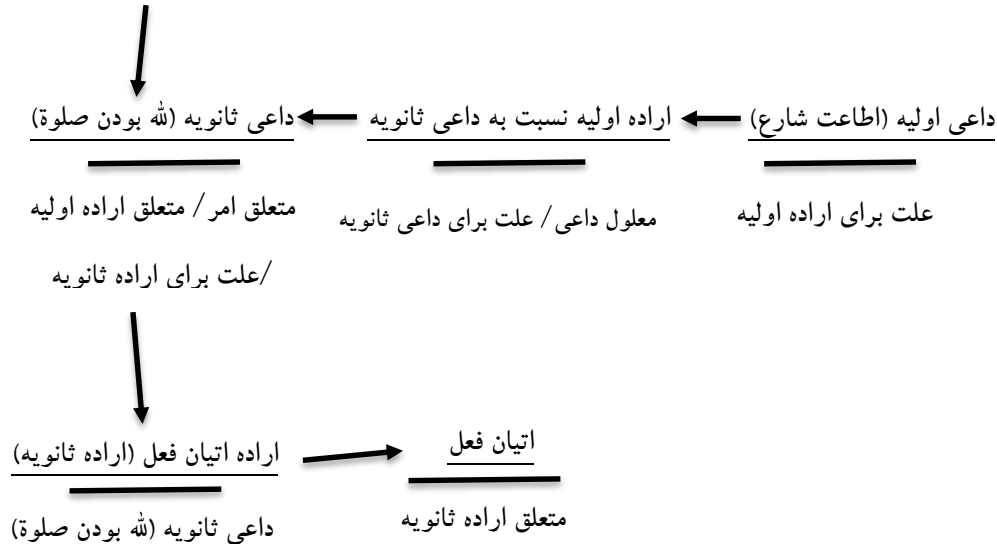 داعی اولیه (اطاعت شارع) اراده اولیه نسبت به داعی ثانویه داعی ثانویه (لله بودن صلوة)
علت برای اراده اولیه معلول داعی/ علت برای داعی ثانویه متعلق امر/ متعلق اراده اولیه
/علت برای اراده ثانویه
اراده اتیان فعل (اراده ثانویه) اتیان فعل
داعی ثانویه (لله بودن صلوة) متعلق اراده ثانویه